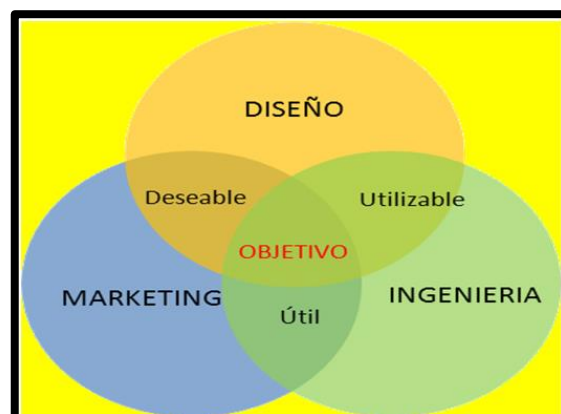 DISEÑO
Deseable
Utilizable
OBJETIVO
MARKETING
INGENIERIA
Útil